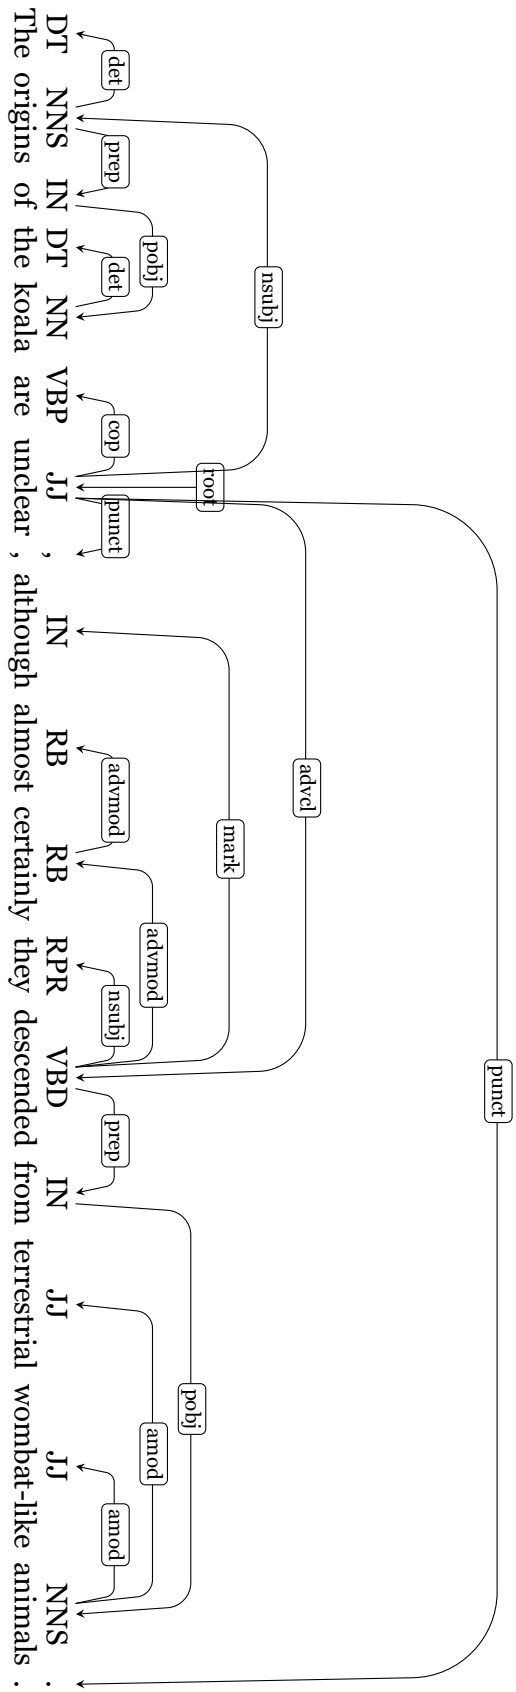 punct
advcl
nsubj
mark
root
pobj
pobj advmod amod
det prep det cop punct advmod nsubj prep amod
DT NNS IN DT NN VBP JJ , IN RB RB RPR VBD IN JJ JJ NNS .
The origins of the koala are unclear , although almost certainly they descended from terrestrial wombat-like animals .